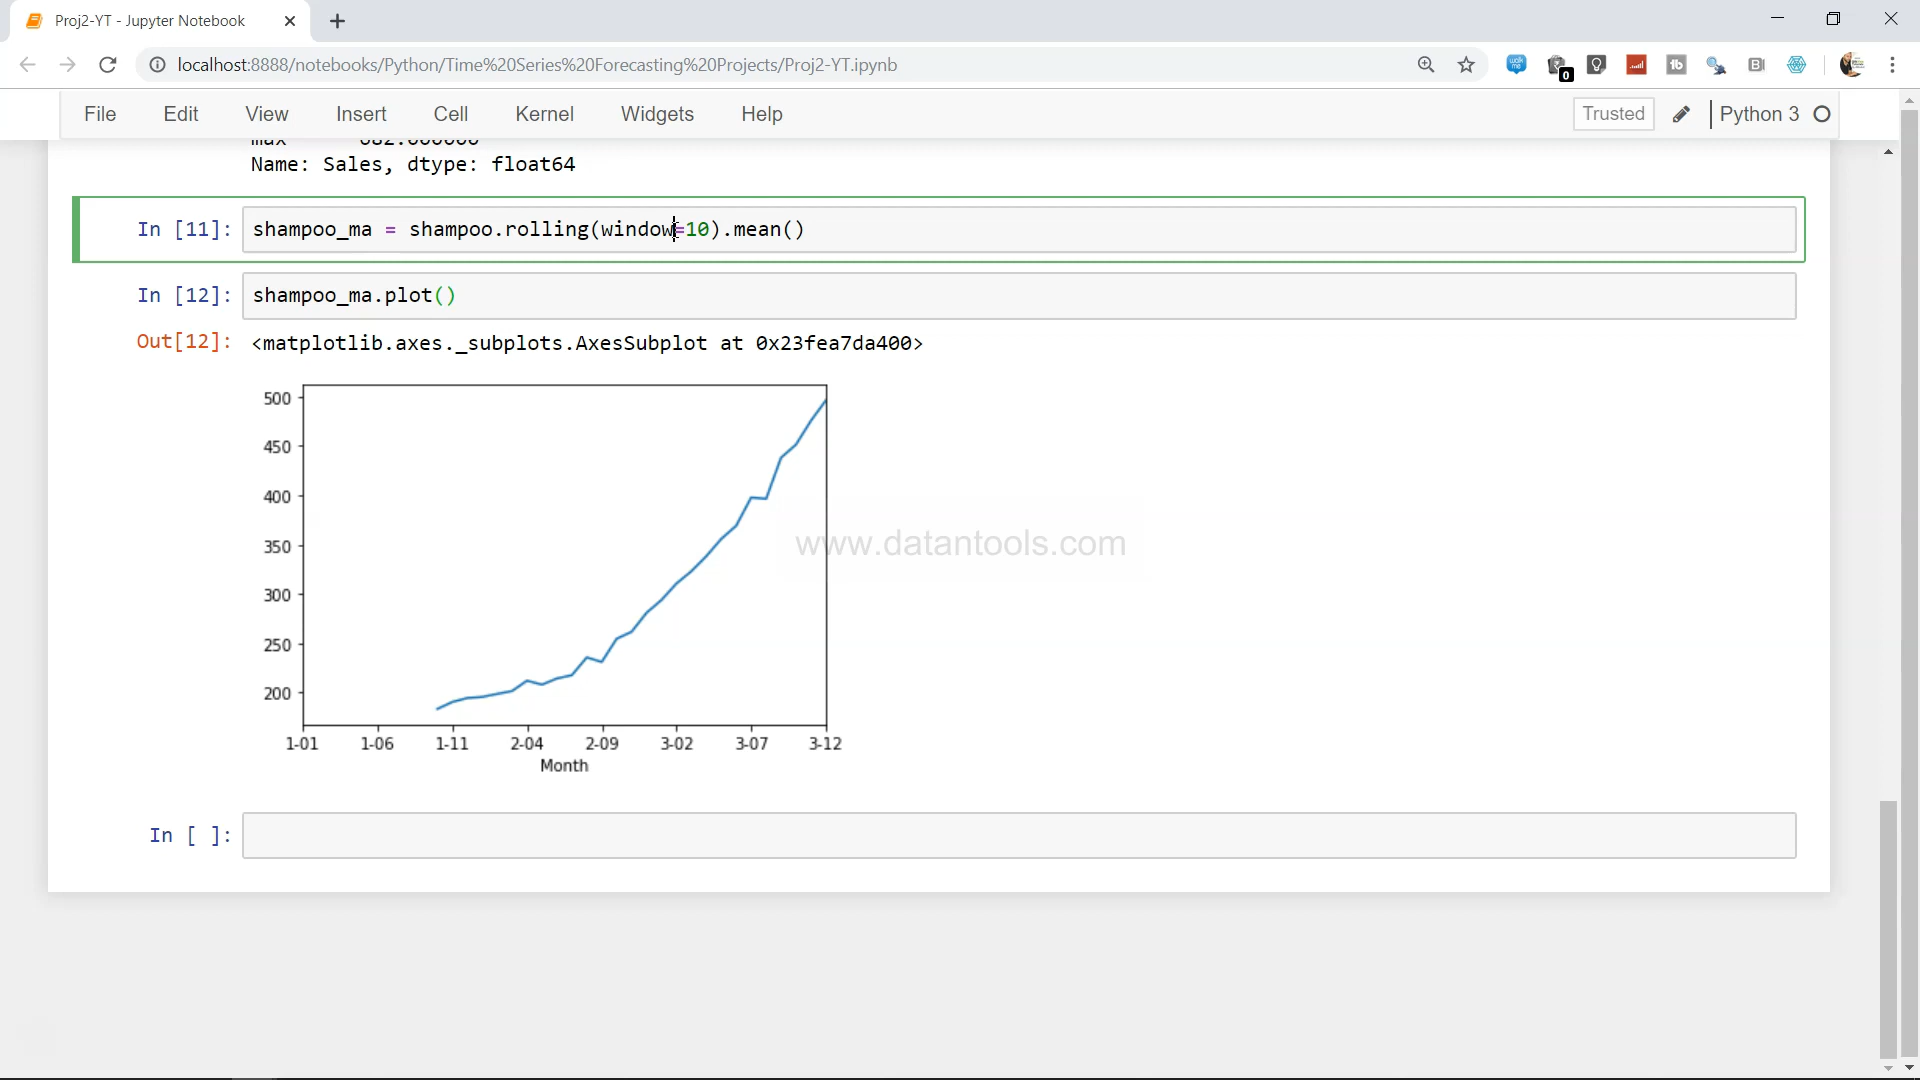 Proj2-YT - Jupyter Notebook
localhost:8888/notebooks/Python/Time%20Series%20Forecasting%20Projects/Proj2-YT.ipynb
0
File Edit View Insert Cell Kernel Widgets Help Trusted Python 3
Name: Sales, dtype: float64
In [11]: shampoo_ma = shampoo.rolling(window=10).mean()
In [12]: shampoo_ma.plot()
Out[12]: <matplotlib.axes._subplots.AxesSubplot at 0x23fea7da400>
500
450
400
350
300
250
200
www.datantools.com
1-01 1-06 1-11 2-04 2-09 3-02 3-07 3-12
Month
In [ ]: